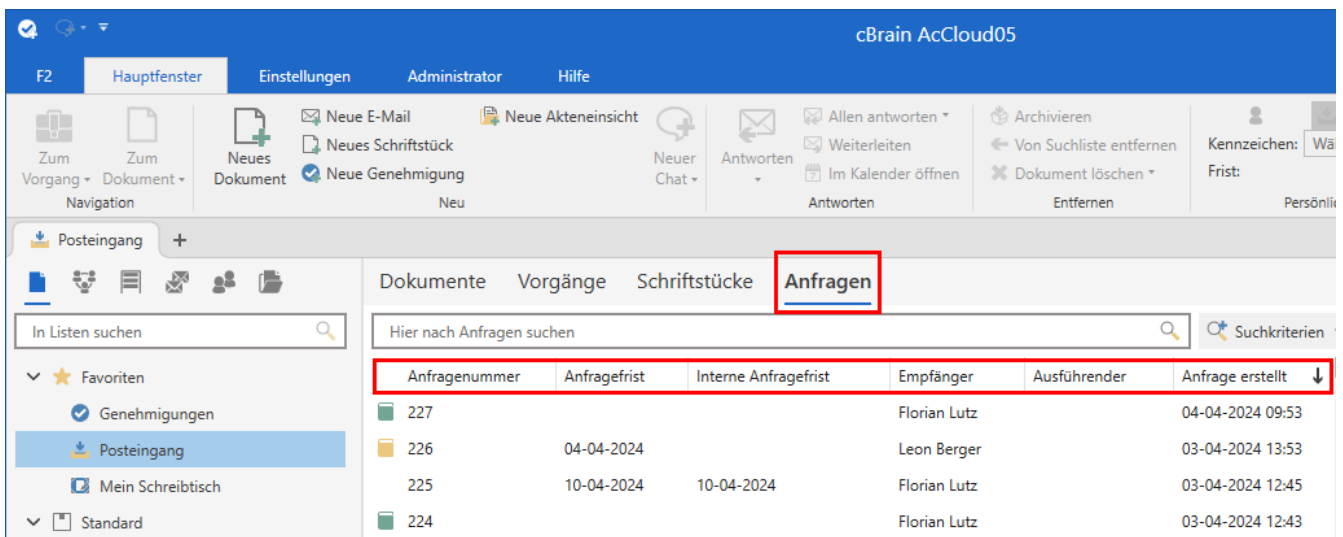 cBrain AcCloud05
F2 Hauptfenster Einstellungen Administrator Hilfe
Zum Vorgang
Zum Dokument
Navigation
Neues Dokument
Neue E-Mail
Neues Schriftstück
Neue Genehmigung
Neue Akteneinsicht
Neu
Neuer Chat
Antworten
Allen antworten
Weiterleiten
Im Kalender öffnen
Antworten
Archivieren
Von Suchliste entfernen
Dokument löschen
Entfernen
Kennzeichen: Wä
Frist:
Persönli
Posteingang +
Dokumente Vorgänge Schriftstücke Anfragen
In Listen suchen
Hier nach Anfragen suchen
Suchkriterien
Favoriten
Genehmigungen
Posteingang
Mein Schreibtisch
Standard
Anfragenummer Anfragefrist Interne Anfragefrist Empfänger Ausführender Anfrage erstellt
227 Florian Lutz 04-04-2024 09:53
226 04-04-2024 Leon Berger 03-04-2024 13:53
225 10-04-2024 10-04-2024 Florian Lutz 03-04-2024 12:45
224 Florian Lutz 03-04-2024 12:43